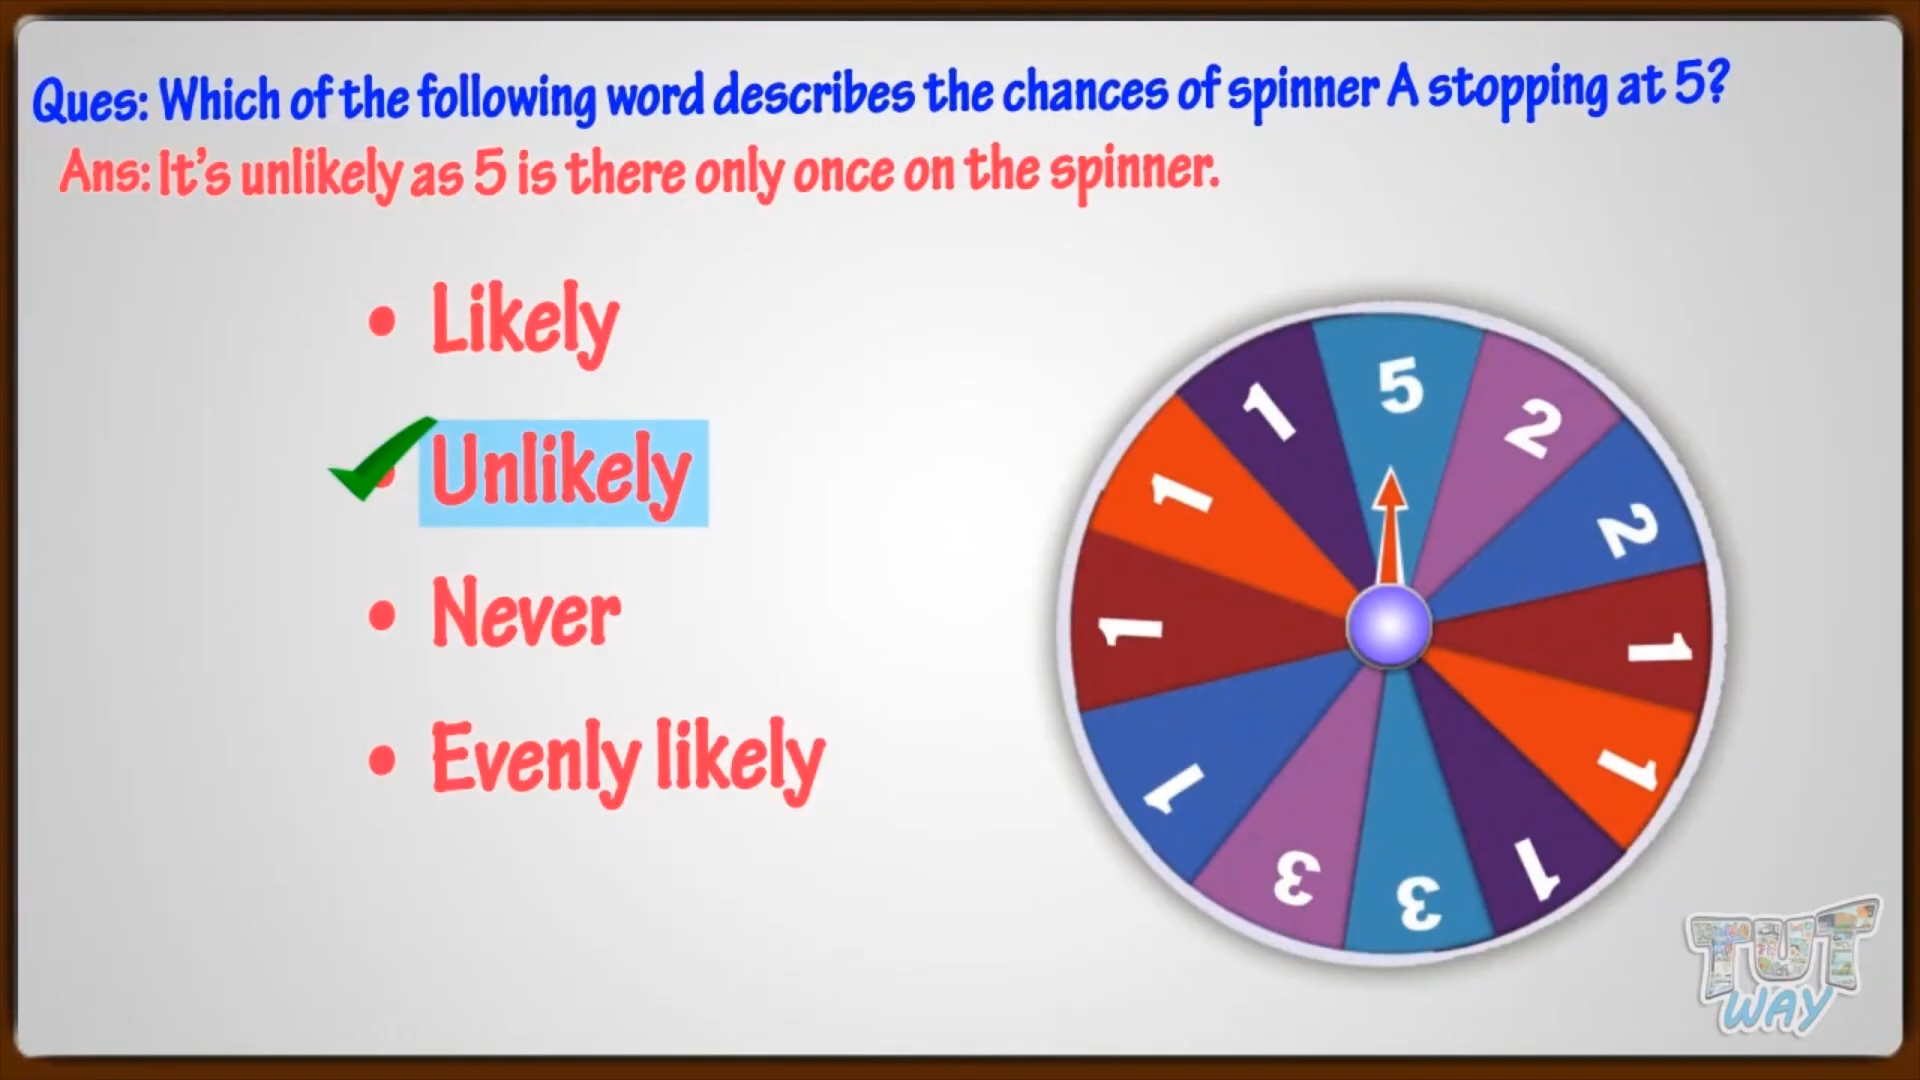 Ques: Which of the following word describes the chances of spinner A stopping at 5?
Ans: It's unlikely as 5 is there only once on the spinner.
• Likely
• Unlikely
• Never
• Evenly likely
5
2
2
1
1
1
3
3
1
1
1
1
TUT
WAY